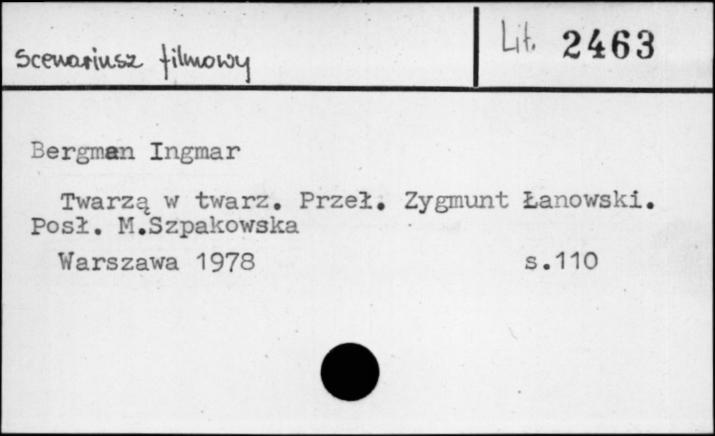 Scenariusz filmowy
Lit. 2463
Bergman Ingmar
Twarzą w twarz. Przeł. Zygmunt Łanowski.
Posł. M.Szpakowska
Warszawa 1978 s.110